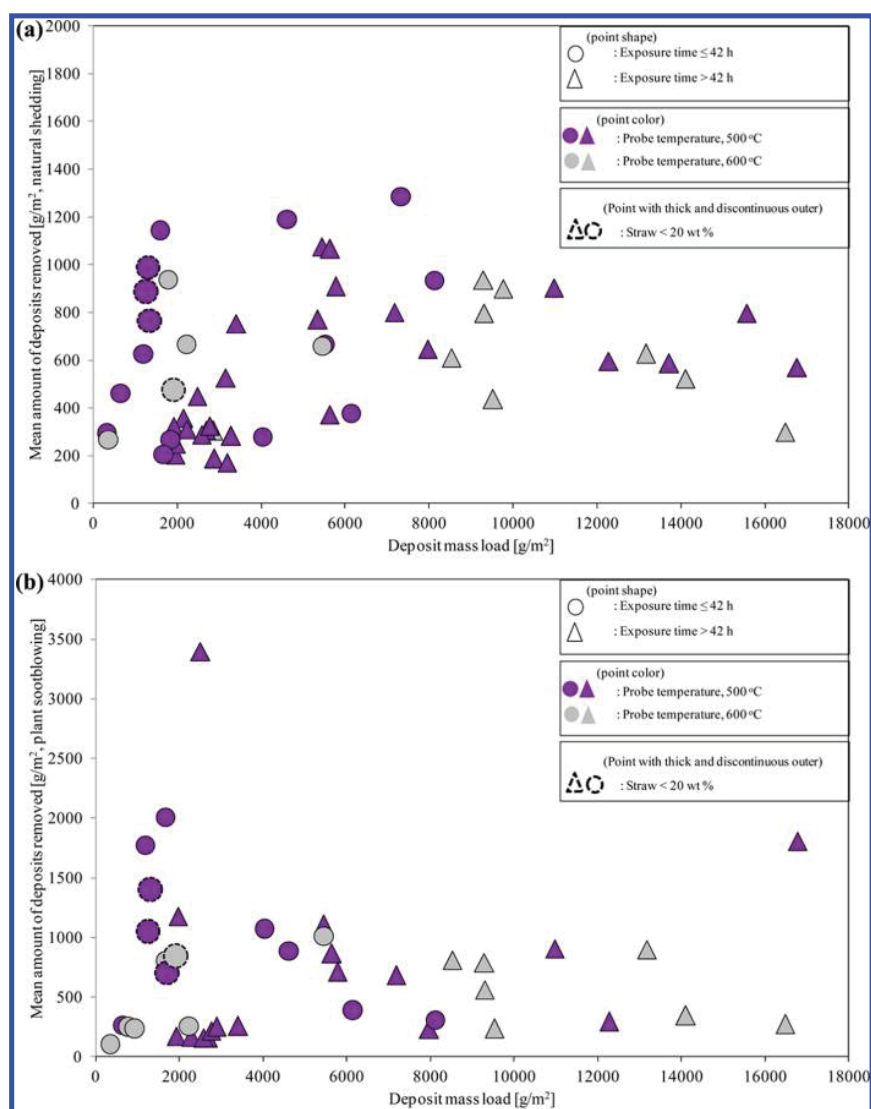 (a)
2000
1800
1600
1400
1200
1000
800
600
400
200
0
Mean amount of deposits removed [g/m², natural shedding]
(point shape)
: Exposure time ≤ 42 h
: Exposure time > 42 h
(point color)
: Probe temperature, 500 °C
: Probe temperature, 600 °C
(Point with thick and discontinuous outer)
: Straw < 20 wt %
0 2000 4000 6000 8000 10000 12000 14000 16000 18000
Deposit mass load [g/m²]
(b)
4000
3500
3000
2500
2000
1500
1000
500
0
Mean amount of deposits removed [g/m², plant sootblowing]
(point shape)
: Exposure time ≤ 42 h
: Exposure time > 42 h
(point color)
: Probe temperature, 500 °C
: Probe temperature, 600 °C
(Point with thick and discontinuous outer)
: Straw < 20 wt %
0 2000 4000 6000 8000 10000 12000 14000 16000 18000
Deposit mass load [g/m²]